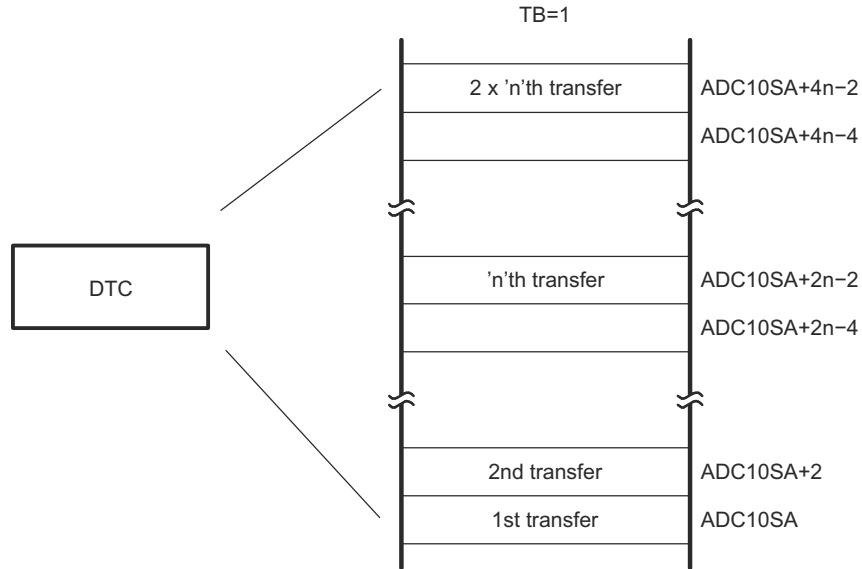 TB=1
2 x 'n'th transfer ADC10SA+4n−2
ADC10SA+4n−4
DTC
'n'th transfer ADC10SA+2n−2
ADC10SA+2n−4
2nd transfer ADC10SA+2
1st transfer ADC10SA